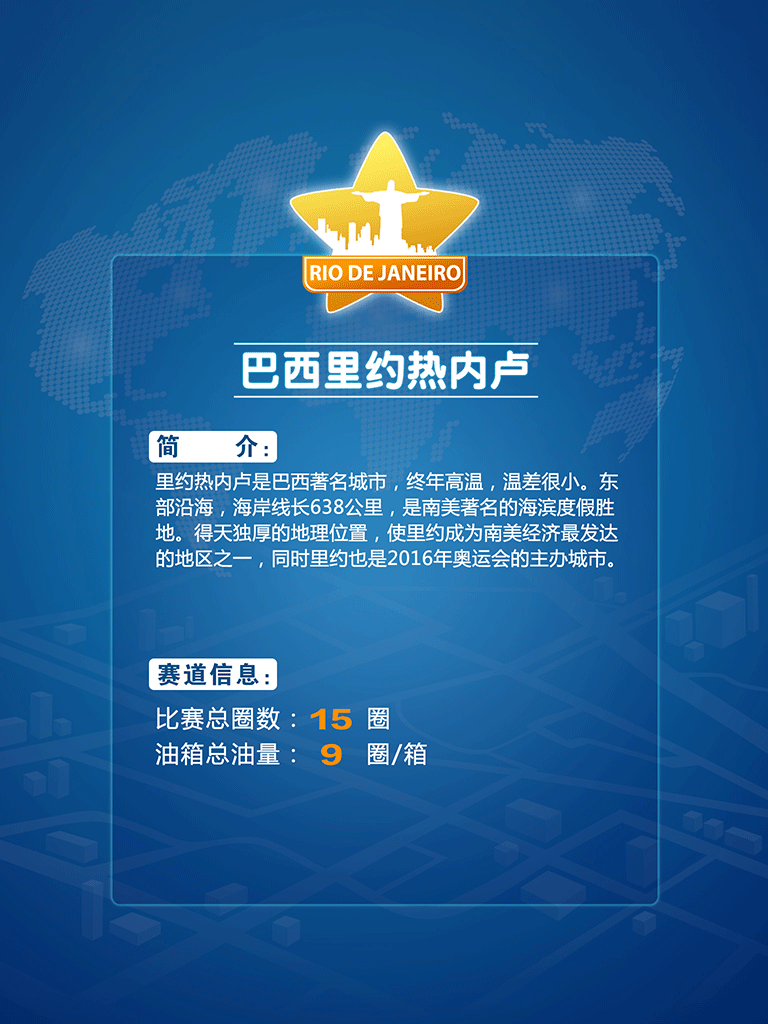 RIO DE JANEIRO
巴西里约热内卢
简 介:
里约热内卢是巴西著名城市，终年高温，温差很小。东
部沿海，海岸线长638公里，是南美著名的海滨度假胜
地。得天独厚的地理位置，使里约成为南美经济最发达
的地区之一，同时里约也是2016年奥运会的主办城市。
赛道信息:
比赛总圈数：15 圈
油箱总油量：9 圈/箱